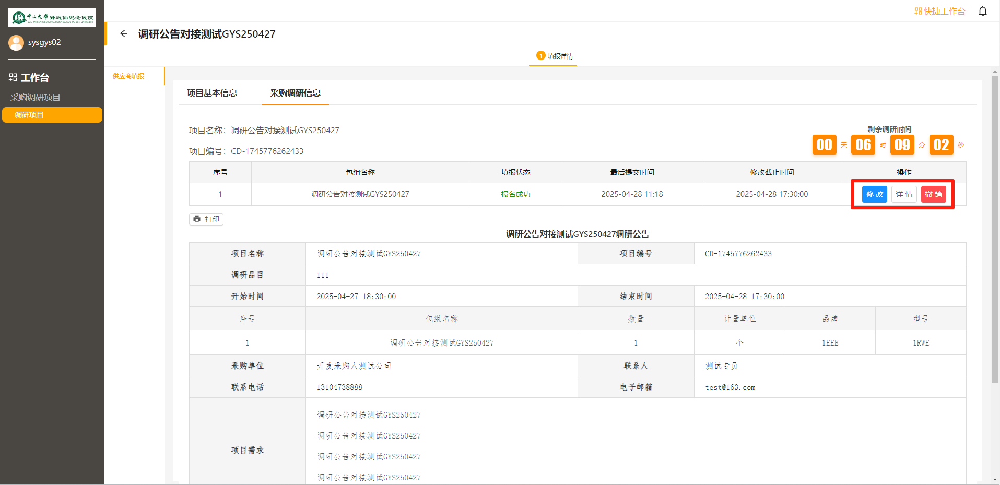 中山大学孙逸仙纪念医院
SUN YAT-SEN MEMORIAL HOSPITAL, SUN YAT-SEN UNIVERSITY
sysgys02
工作台
采购调研项目
调研项目
快捷工作台
调研公告对接测试GYS250427
1 填报详情
供应商填报
项目基本信息 采购调研信息
项目名称: 调研公告对接测试GYS250427
剩余调研时间
00 天 06 时 09 分 02 秒
项目编号: CD-1745776262433
序号 包组名称 填报状态 最后提交时间 修改截止时间 操作
1 调研公告对接测试GYS250427 报名成功 2025-04-28 11:18 2025-04-28 17:30:00 修改 详情 撤销
打印
调研公告对接测试GYS250427调研公告
项目名称 调研公告对接测试GYS250427 项目编号 CD-1745776262433
调研品目 111
开始时间 2025-04-27 18:30:00 结束时间 2025-04-28 17:30:00
序号 包组名称 数量 计量单位 品牌 型号
1 调研公告对接测试GYS250427 1 个 1EEE 1RWE
采购单位 开发采购人测试公司 联系人 测试专员
联系电话 13104738888 电子邮箱 test@163.com
项目需求
调研公告对接测试GYS250427
调研公告对接测试GYS250427
调研公告对接测试GYS250427
调研公告对接测试GYS250427